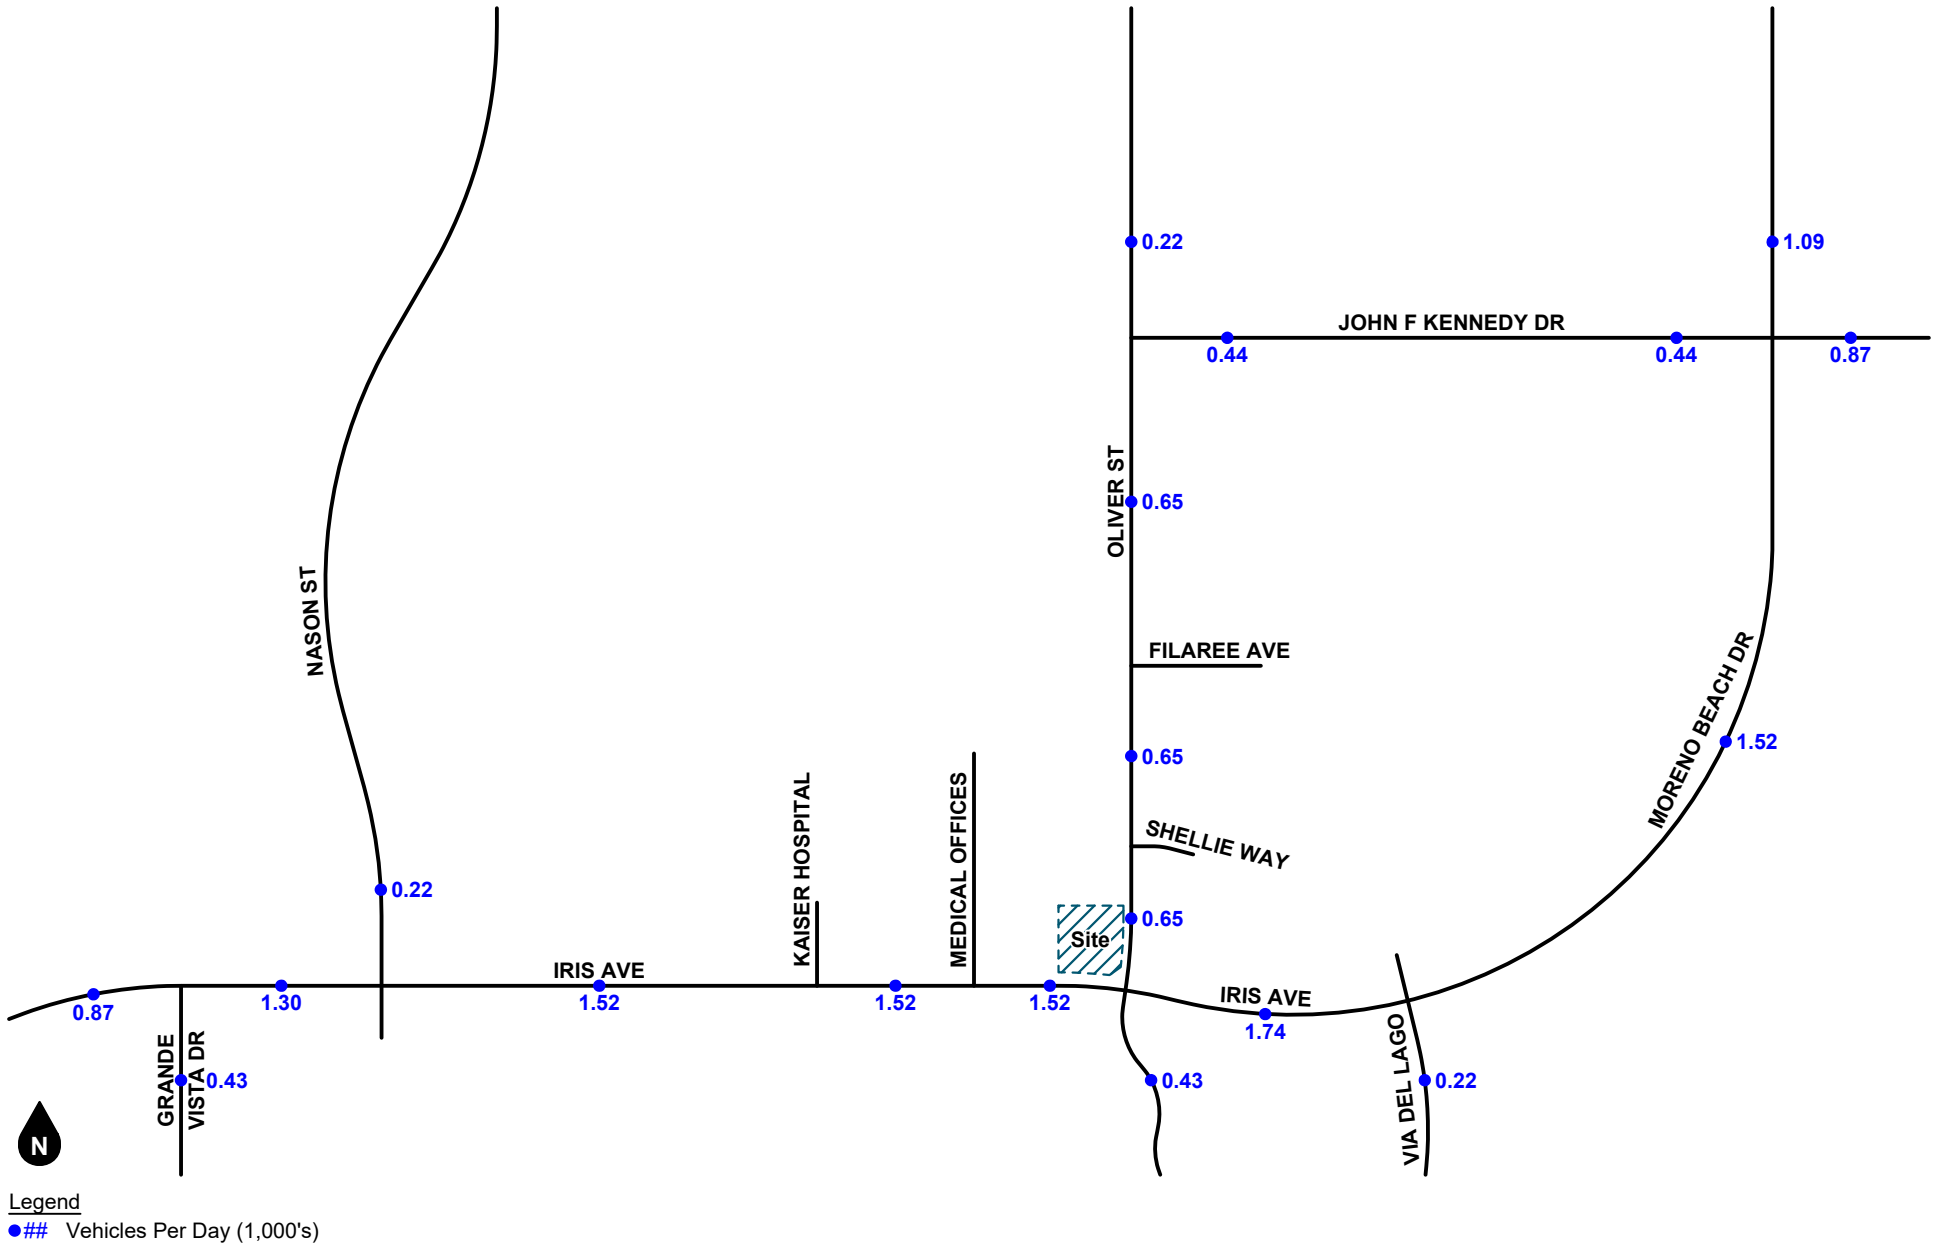 0.22
1.09
JOHN F KENNEDY DR
0.44
0.44
0.87
OLIVER ST
0.65
NASON ST
FILAREE AVE
MORENO BEACH DR
1.52
0.65
SHELLIE WAY
KAISER HOSPITAL
MEDICAL OFFICES
0.22
0.65
Site
IRIS AVE
0.87
1.30
1.52
1.52
1.52
IRIS AVE
1.74
GRANDE
VISTA DR
0.43
0.43
VIA DEL LAGO
0.22
N
Legend
## Vehicles Per Day (1,000's)